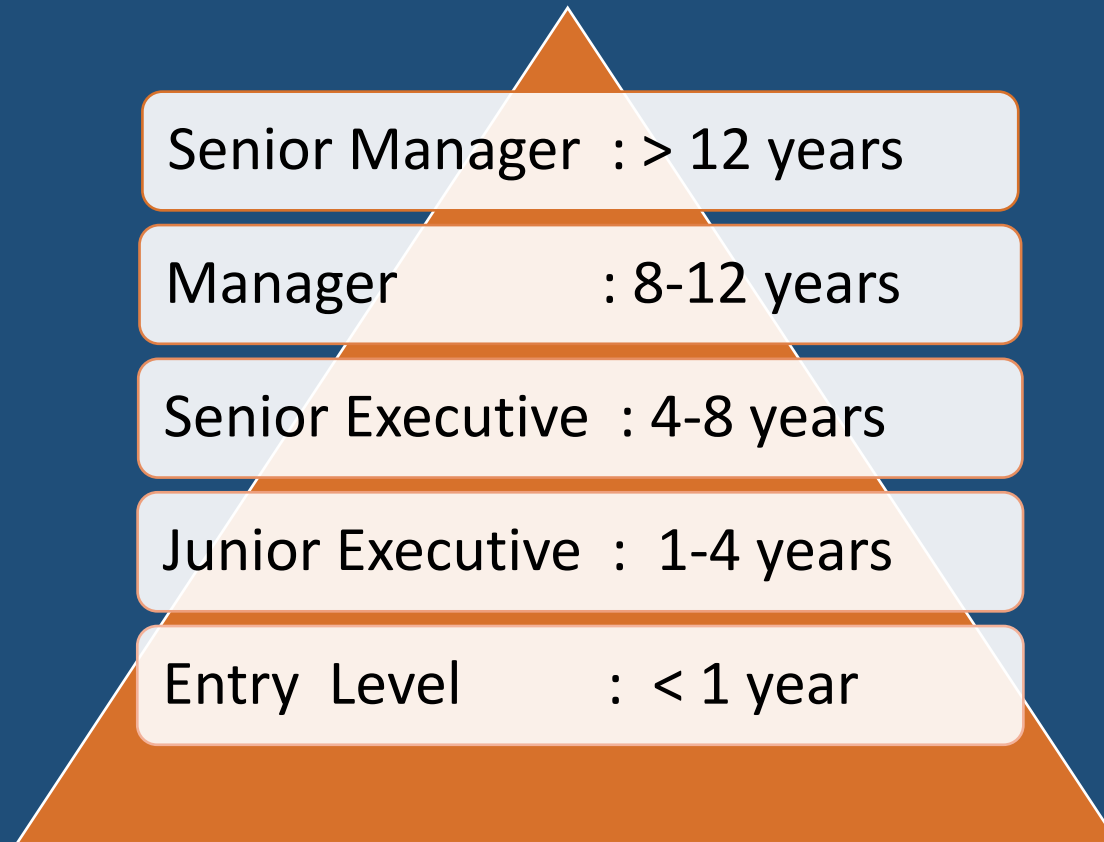 Senior Manager : > 12 years
Manager : 8-12 years
Senior Executive : 4-8 years
Junior Executive : 1-4 years
Entry Level : < 1 year